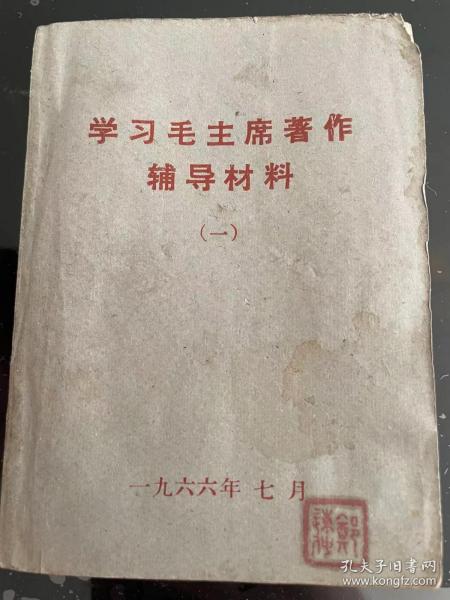 学习毛主席著作
辅导材料
（一）
一九六六年 七 月
孔夫子旧书网
www.kongfz.com